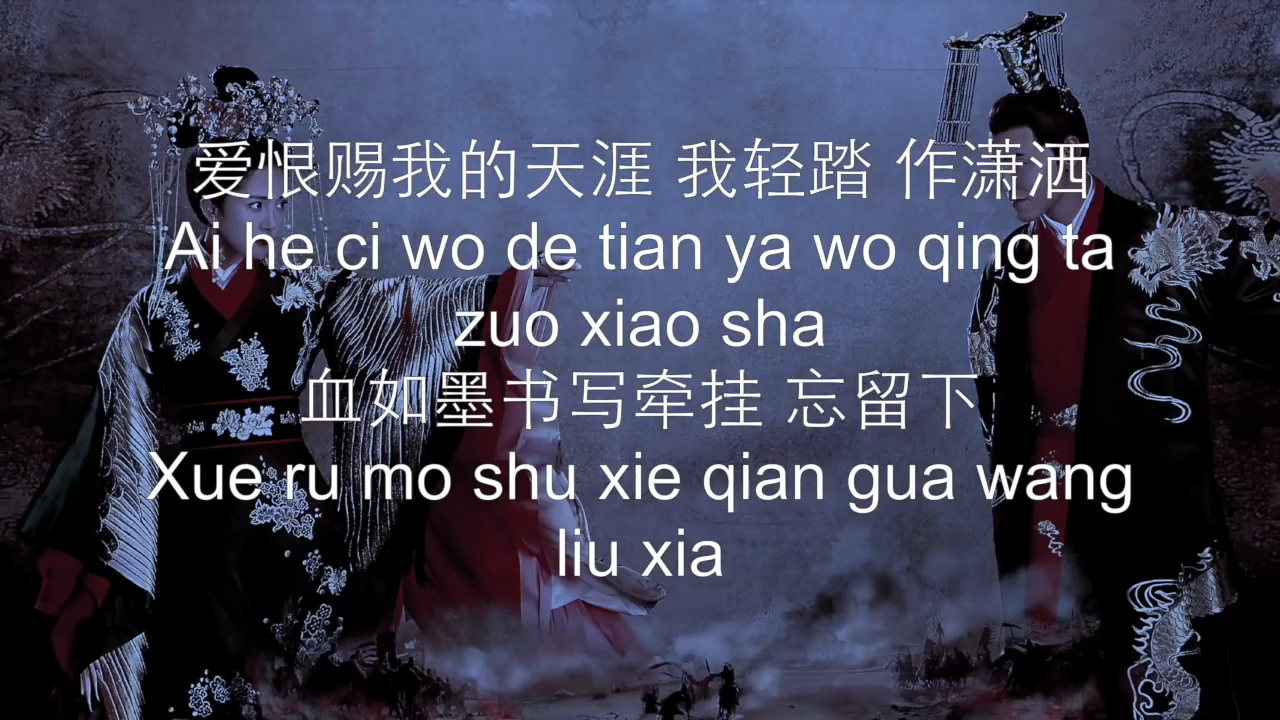 爱恨赐我的天涯 我轻踏 作潇洒
Ai he ci wo de tian ya wo qing ta
zuo xiao sha
血如墨书写牵挂 忘留下
Xue ru mo shu xie qian gua wang
liu xia